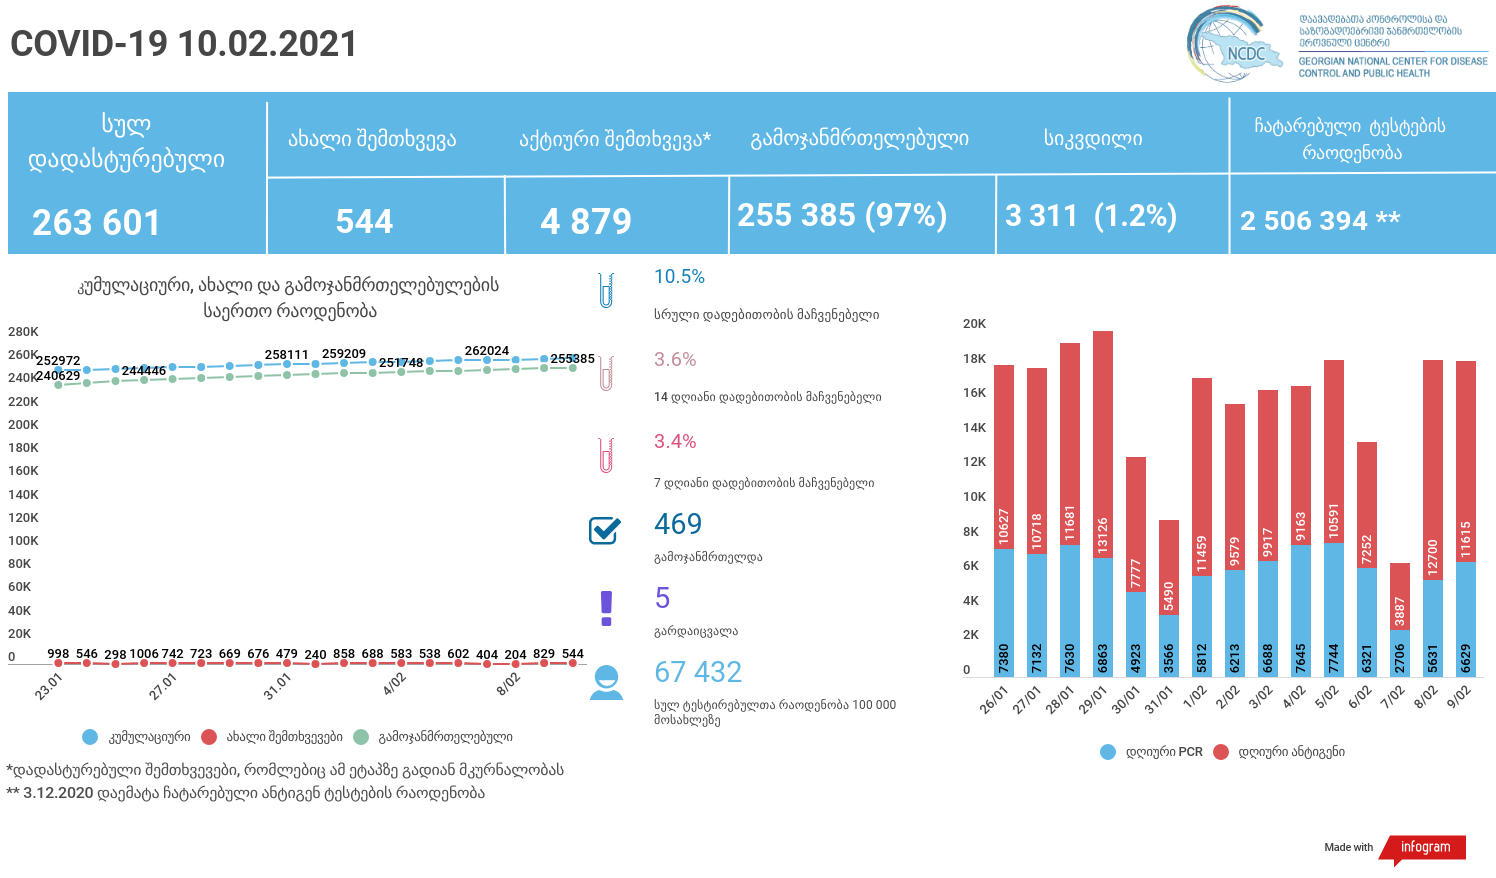 COVID-19 10.02.2021
დაავადებათა კონტროლისა და
საზოგადოებრივი ჯანმრთელობის
ეროვნული ცენტრი
NCDC
GEORGIAN NATIONAL CENTER FOR DISEASE
CONTROL AND PUBLIC HEALTH
სულ
დადასტურებული
263 601
ახალი შემთხვევა
544
აქტიური შემთხვევა*
4 879
გამოჯანმრთელებული
255 385 (97%)
სიკვდილი
3 311 (1.2%)
ჩატარებული ტესტების
რაოდენობა
2 506 394 **
კუმულაციური, ახალი და გამოჯანმრთელებულების
საერთო რაოდენობა
280K
260K
240K
220K
200K
180K
160K
140K
120K
100K
80K
60K
40K
20K
0
252972
240629
244446
258111
259209
251748
262024
255385
998 546 298 1006 742 723 669 676 479 240 858 688 583 538 602 404 204 829 544
23.01 27.01 31.01 4/02 8/02
კუმულაციური ახალი შემთხვევები გამოჯანმრთელებული
*დადასტურებული შემთხვევები, რომლებიც ამ ეტაპზე გადიან მკურნალობას
** 3.12.2020 დაემატა ჩატარებული ანტიგენ ტესტების რაოდენობა
10.5%
სრული დადებითობის მაჩვენებელი
3.6%
14 დღიანი დადებითობის მაჩვენებელი
3.4%
7 დღიანი დადებითობის მაჩვენებელი
469
გამოჯანმრთელდა
5
გარდაიცვალა
67 432
სულ ტესტირებულთა რაოდენობა 100 000
მოსახლეზე
20K
18K
16K
14K
12K
10K
8K
6K
4K
2K
0
10627 10718 11681 13126 7777 5490 11459 9579 9917 9163 10591 7252 3887 12700 11615
7380 7132 7630 6863 4923 3566 5812 6213 6688 7645 7744 6321 2706 5631 6629
26/01 27/01 28/01 29/01 30/01 31/01 1/02 2/02 3/02 4/02 5/02 6/02 7/02 8/02 9/02
დღიური PCR დღიური ანტიგენი
Made with infogram